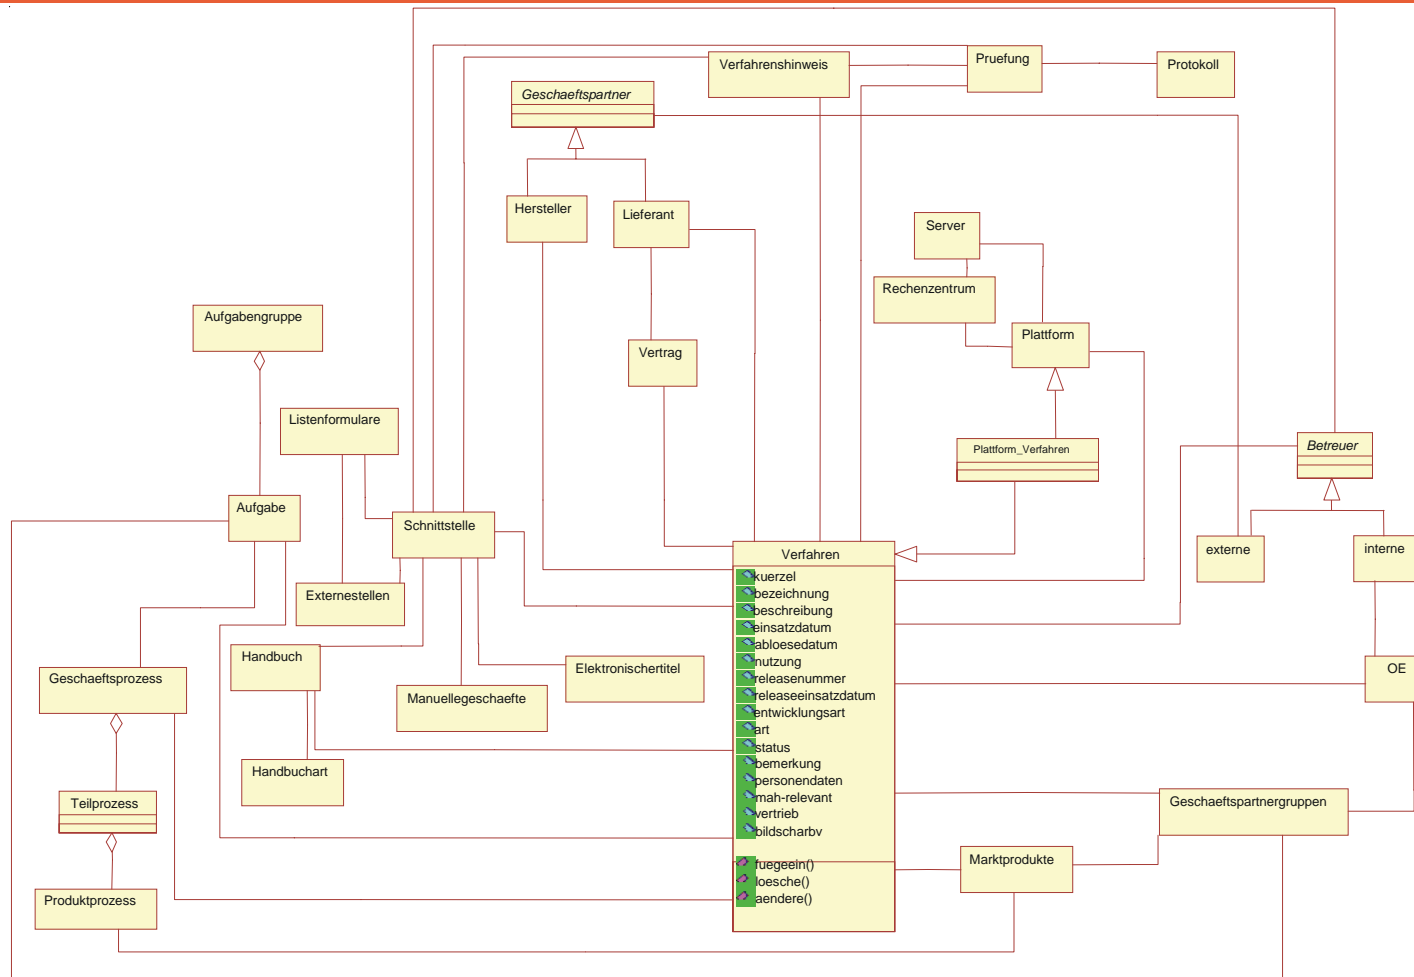 Verfahrenshinweis
Pruefung
Protokoll
Geschaeftspartner
Hersteller
Lieferant
Server
Rechenzentrum
Aufgabengruppe
Plattform
Vertrag
Listenformulare
Plattform_Verfahren
Betreuer
Aufgabe
Schnittstelle
Verfahren
externe
interne
kuerzel
bezeichnung
beschreibung
einsatzdatum
abloesedatum
nutzung
releasenummer
releaseeinsatzdatum
entwicklungsart
art
status
bemerkung
personendaten
mah-relevant
vertrieb
bildscharbv
fuegeein()
loesche()
aendere()
Externestellen
Handbuch
Elektronischertitel
OE
Geschaeftsprozess
Manuellegeschaefte
Handbuchart
Teilprozess
Geschaeftspartnergruppen
Marktprodukte
Produktprozess